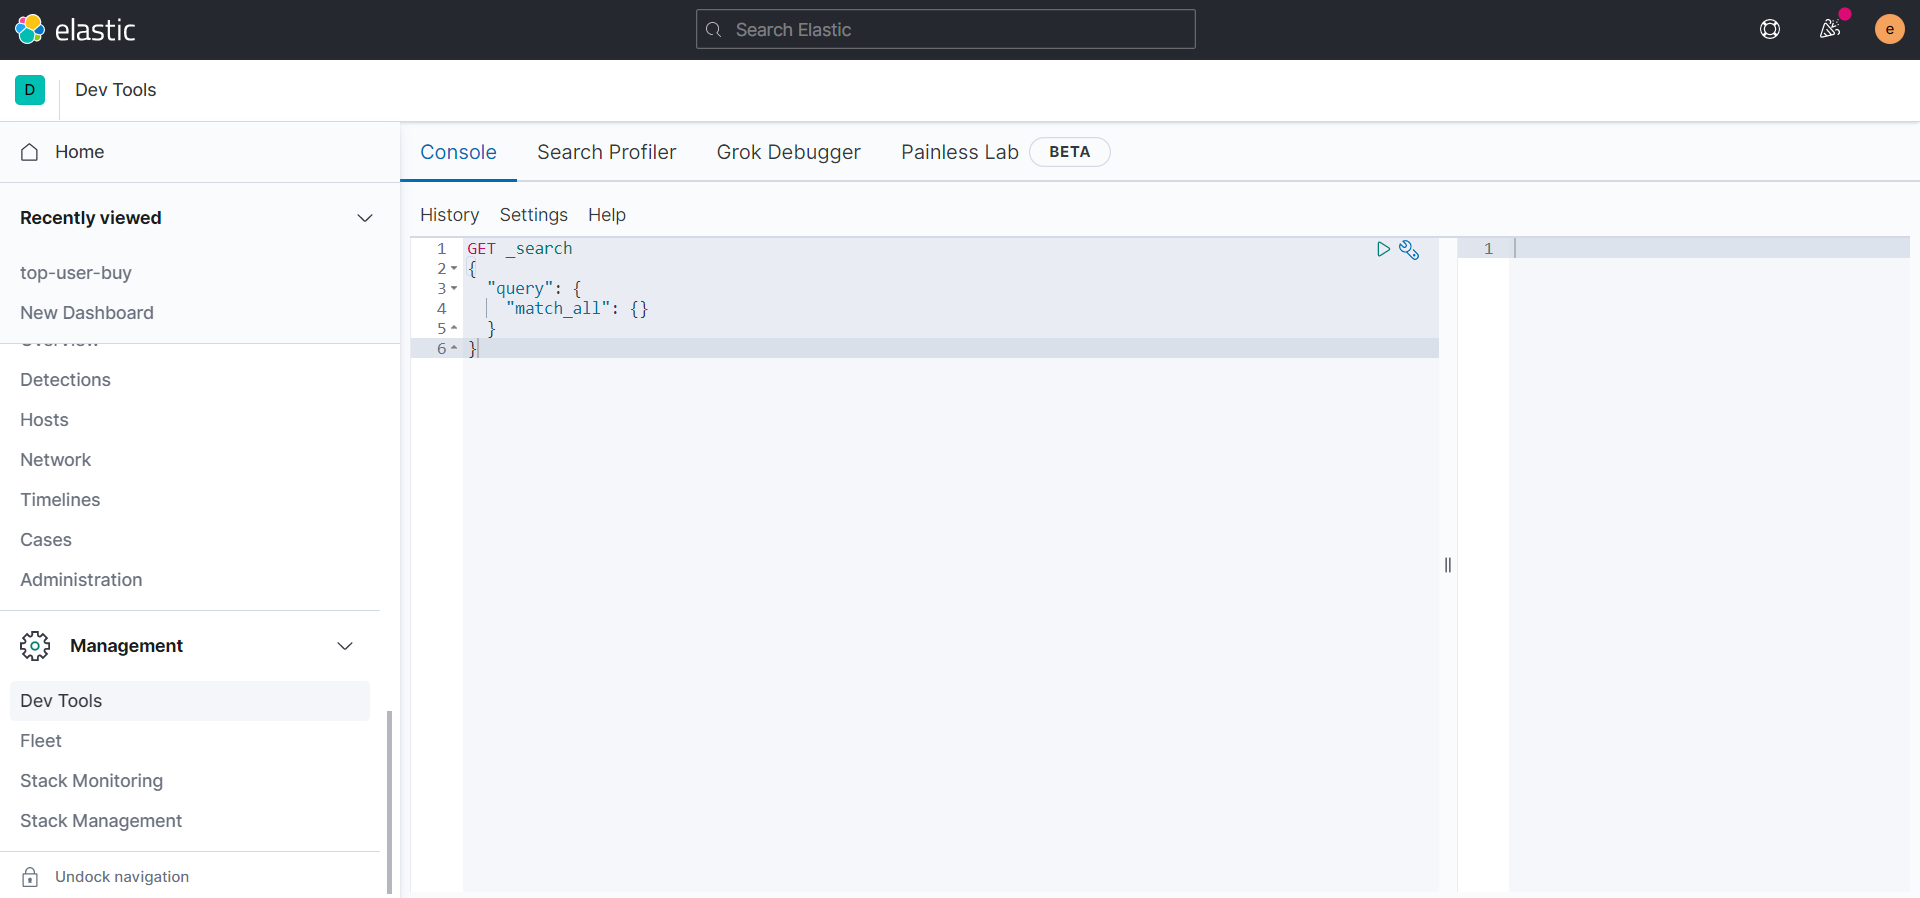 elastic
Search Elastic
e
D
Dev Tools
Home
Recently viewed
top-user-buy
New Dashboard
Detections
Hosts
Network
Timelines
Cases
Administration
Management
Dev Tools
Fleet
Stack Monitoring
Stack Management
Undock navigation
Console Search Profiler Grok Debugger Painless Lab BETA
History Settings Help
1 GET _search
2 {
3 "query": {
4 "match_all": {}
5 }
6 }
1